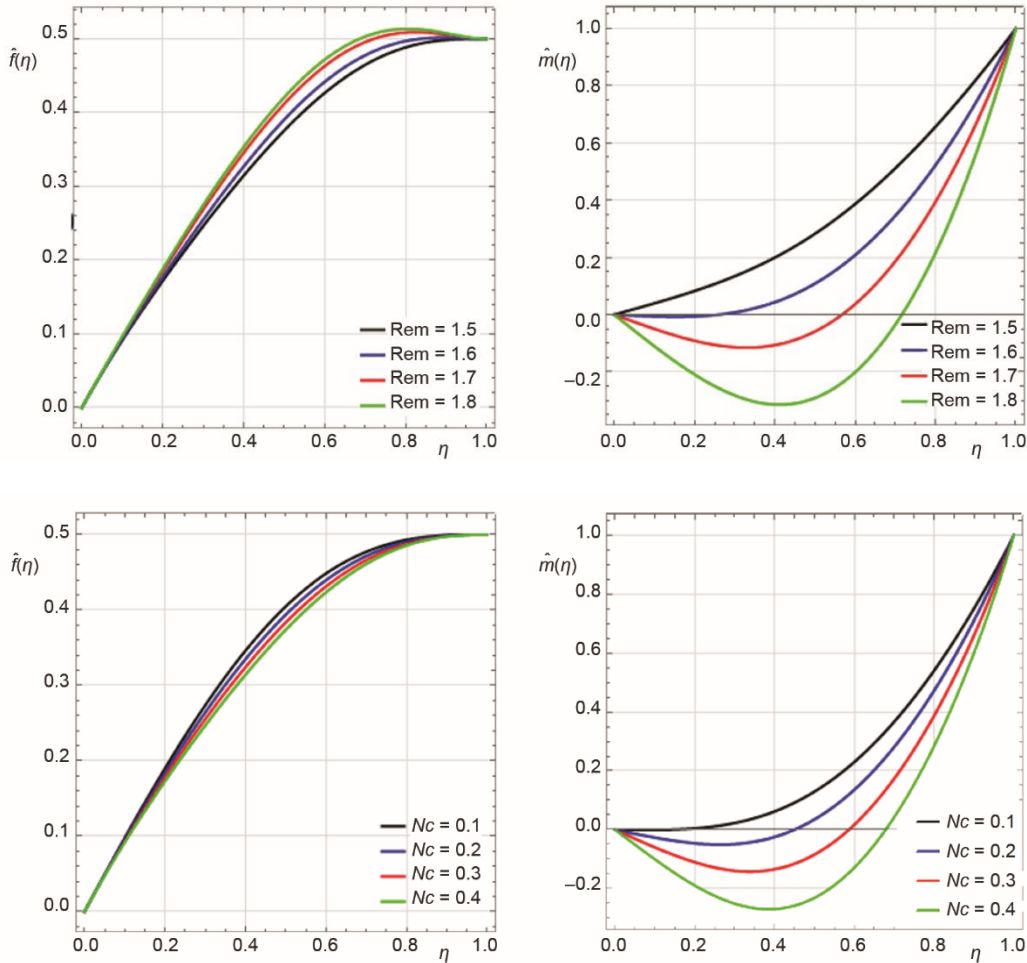 f̂(η)
0.5
0.4
0.3
0.2
0.1
0.0
0.0 0.2 0.4 0.6 0.8 1.0
η
Rem = 1.5
Rem = 1.6
Rem = 1.7
Rem = 1.8
m̂(η)
1.0
0.8
0.6
0.4
0.2
0.0
–0.2
0.0 0.2 0.4 0.6 0.8 1.0
η
Rem = 1.5
Rem = 1.6
Rem = 1.7
Rem = 1.8
f̂(η)
0.5
0.4
0.3
0.2
0.1
0.0
0.0 0.2 0.4 0.6 0.8 1.0
η
Nc = 0.1
Nc = 0.2
Nc = 0.3
Nc = 0.4
m̂(η)
1.0
0.8
0.6
0.4
0.2
0.0
–0.2
0.0 0.2 0.4 0.6 0.8 1.0
η
Nc = 0.1
Nc = 0.2
Nc = 0.3
Nc = 0.4